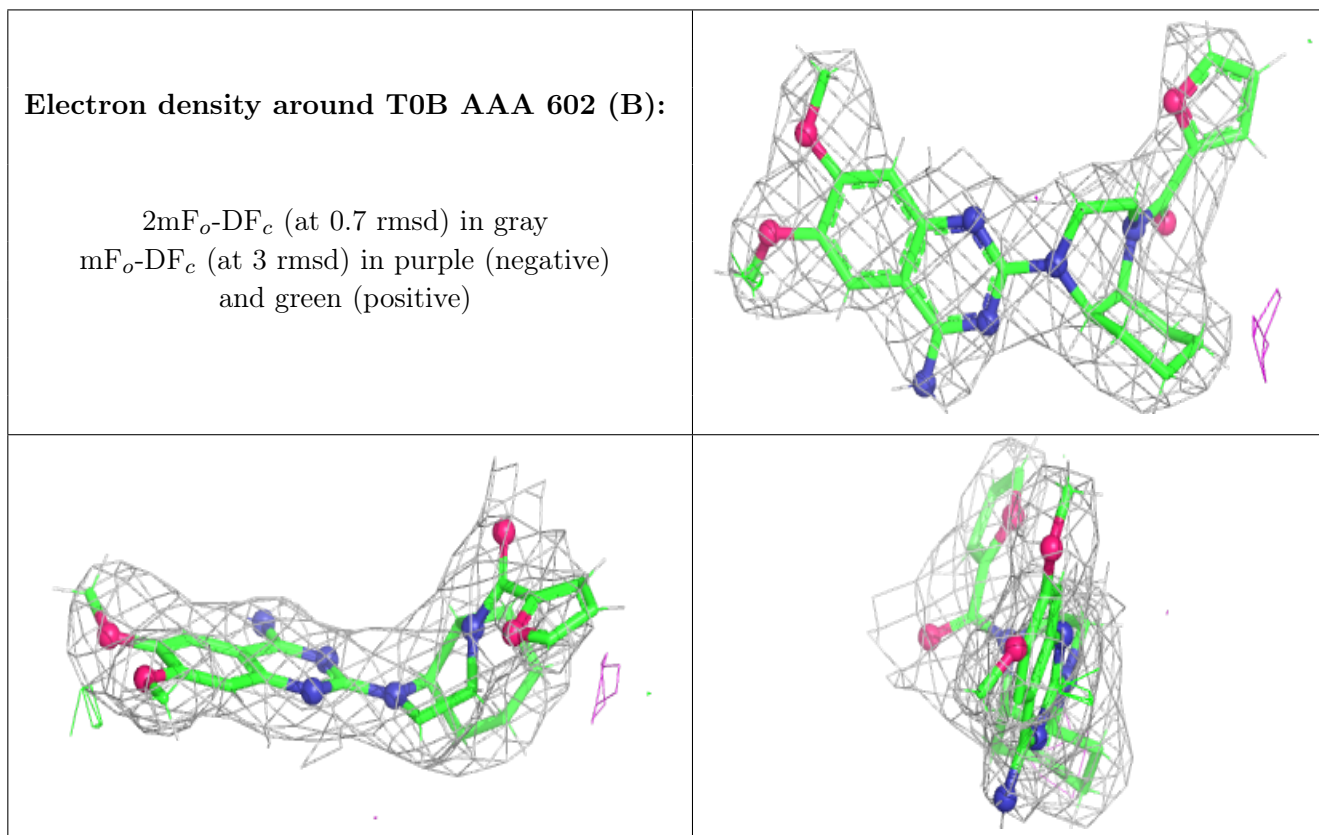 Electron density around T0B AAA 602 (B):
2mFo-DFc (at 0.7 rmsd) in gray
mFo-DFc (at 3 rmsd) in purple (negative)
and green (positive)